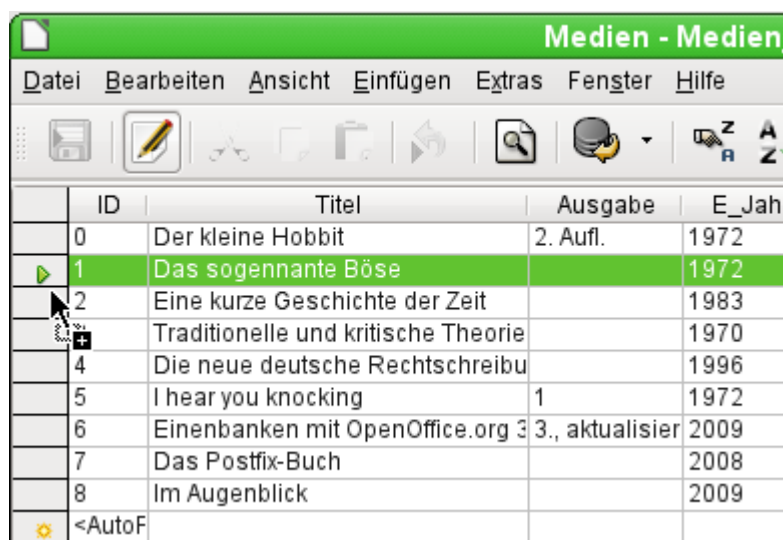 Medien - Medien
Datei Bearbeiten Ansicht Einfügen Extras Fenster Hilfe
ID Titel Ausgabe E_Jah
0 Der kleine Hobbit 2. Aufl. 1972
1 Das sogennante Böse 1972
2 Eine kurze Geschichte der Zeit 1983
Traditionelle und kritische Theorie 1970
4 Die neue deutsche Rechtschreibu 1996
5 I hear you knocking 1 1972
6 Einenbanken mit OpenOffice.org 3 3., aktualisier 2009
7 Das Postfix-Buch 2008
8 Im Augenblick 2009
<AutoF